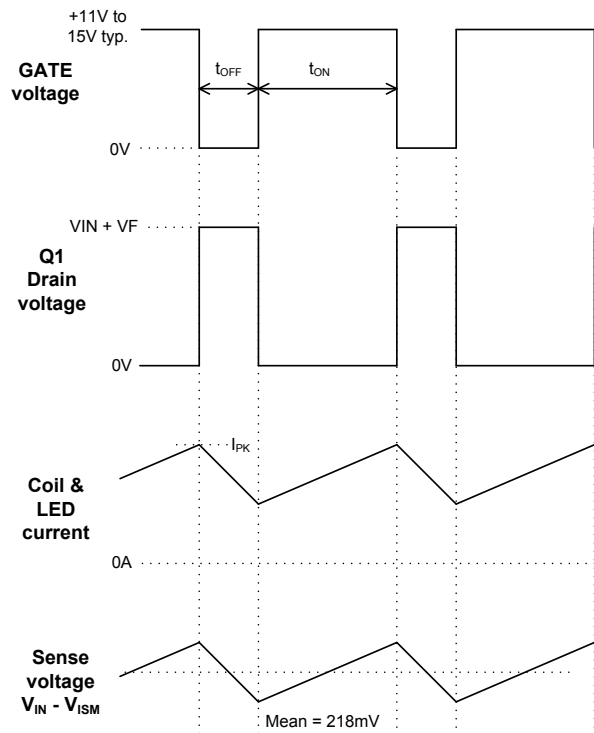 +11V to
15V typ.
GATE
voltage
tOFF
tON
0V
VIN + VF
Q1
Drain
voltage
0V
IPK
Coil &
LED
current
0A
Sense
voltage
VIN - VISM
Mean = 218mV